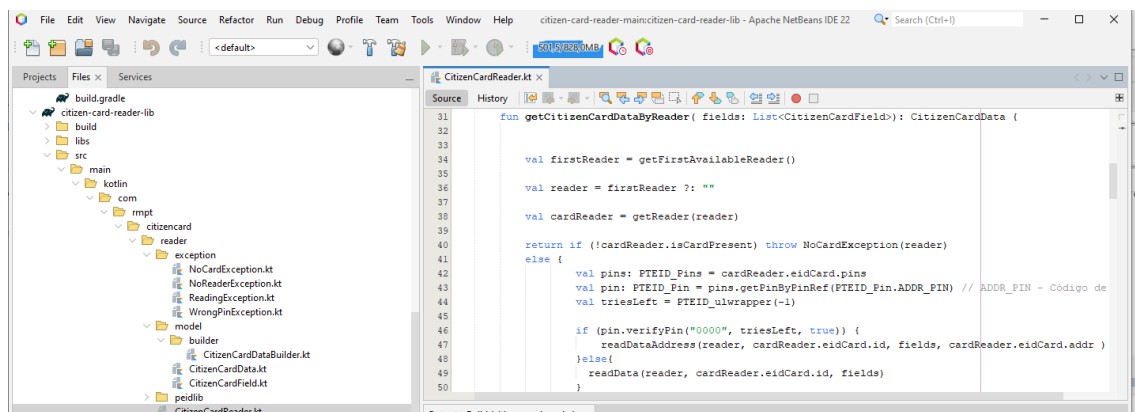 File Edit View Navigate Source Refactor Run Debug Profile Team Tools Window Help citizen-card-reader-main:citizen-card-reader-lib - Apache NetBeans IDE 22 Search (Ctrl+I)
<default> 501,5/828,0MB
Projects Files Services
CitizenCardReader.kt
Source History
build.gradle
citizen-card-reader-lib
build
libs
src
main
kotlin
com
rmpt
citizencard
reader
exception
NoCardException.kt
NoReaderException.kt
ReadingException.kt
WrongPinException.kt
model
builder
CitizenCardDataBuilder.kt
CitizenCardData.kt
CitizenCardField.kt
peidlib
CitizenCardReader.kt
31 fun getCitizenCardDataByReader( fields: List<CitizenCardField>): CitizenCardData {
32
33
34 val firstReader = getFirstAvailableReader()
35
36 val reader = firstReader ?: ""
37
38 val cardReader = getReader(reader)
39
40 return if (!cardReader.isCardPresent) throw NoCardException(reader)
41 else {
42 val pins: PTEID_Pins = cardReader.eidCard.pins
43 val pin: PTEID_Pin = pins.getPinByPinRef(PTEID_Pin.ADDR_PIN) // ADDR_PIN - Código de
44 val triesLeft = PTEID_ulwrapper(-1)
45
46 if (pin.verifyPin("0000", triesLeft, true)) {
47 readDataAddress(reader, cardReader.eidCard.id, fields, cardReader.eidCard.addr )
48 }else{
49 readData(reader, cardReader.eidCard.id, fields)
50 }